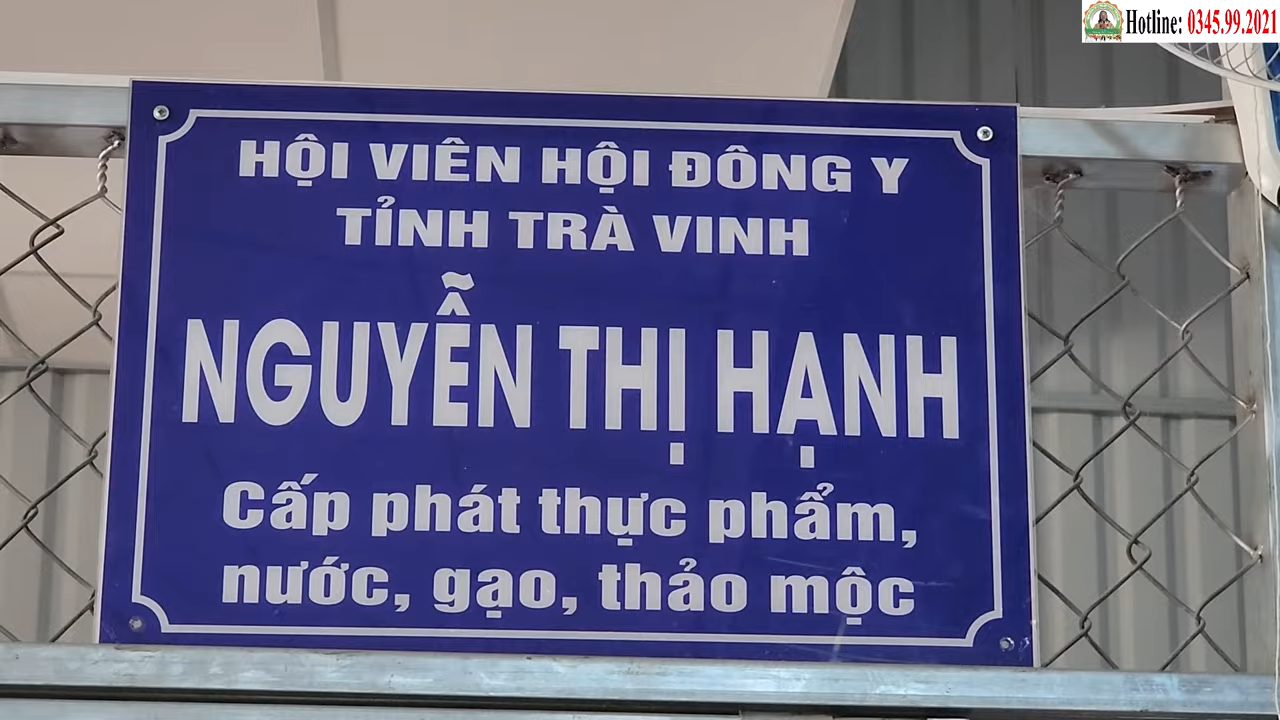 Hotline: 0345.99.2021
HỘI VIÊN HỘI ĐÔNG Y
TỈNH TRÀ VINH
NGUYỄN THỊ HẠNH
Cấp phát thực phẩm,
nước, gạo, thảo mộc